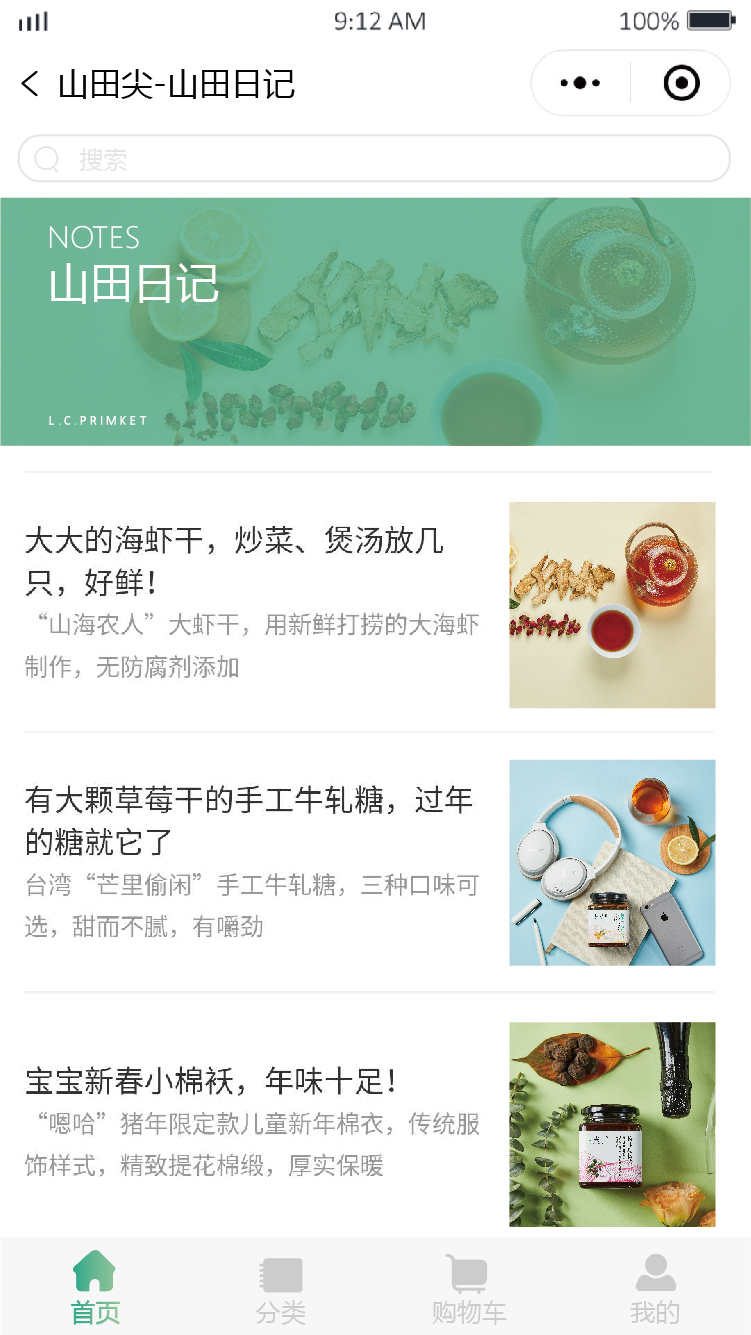 9:12 AM
100%
山田尖-山田日记
搜索
NOTES
山田日记
L.C.PRIMKET
大大的海虾干，炒菜、煲汤放几
只，好鲜！
“山海农人”大虾干，用新鲜打捞的大海虾
制作，无防腐剂添加
有大颗草莓干的手工牛轧糖，过年
的糖就它了
台湾“芒里偷闲”手工牛轧糖，三种口味可
选，甜而不腻，有嚼劲
宝宝新春小棉袄，年味十足！
“嗯哈”猪年限定款儿童新年棉衣，传统服
饰样式，精致提花棉缎，厚实保暖
首页
分类
购物车
我的